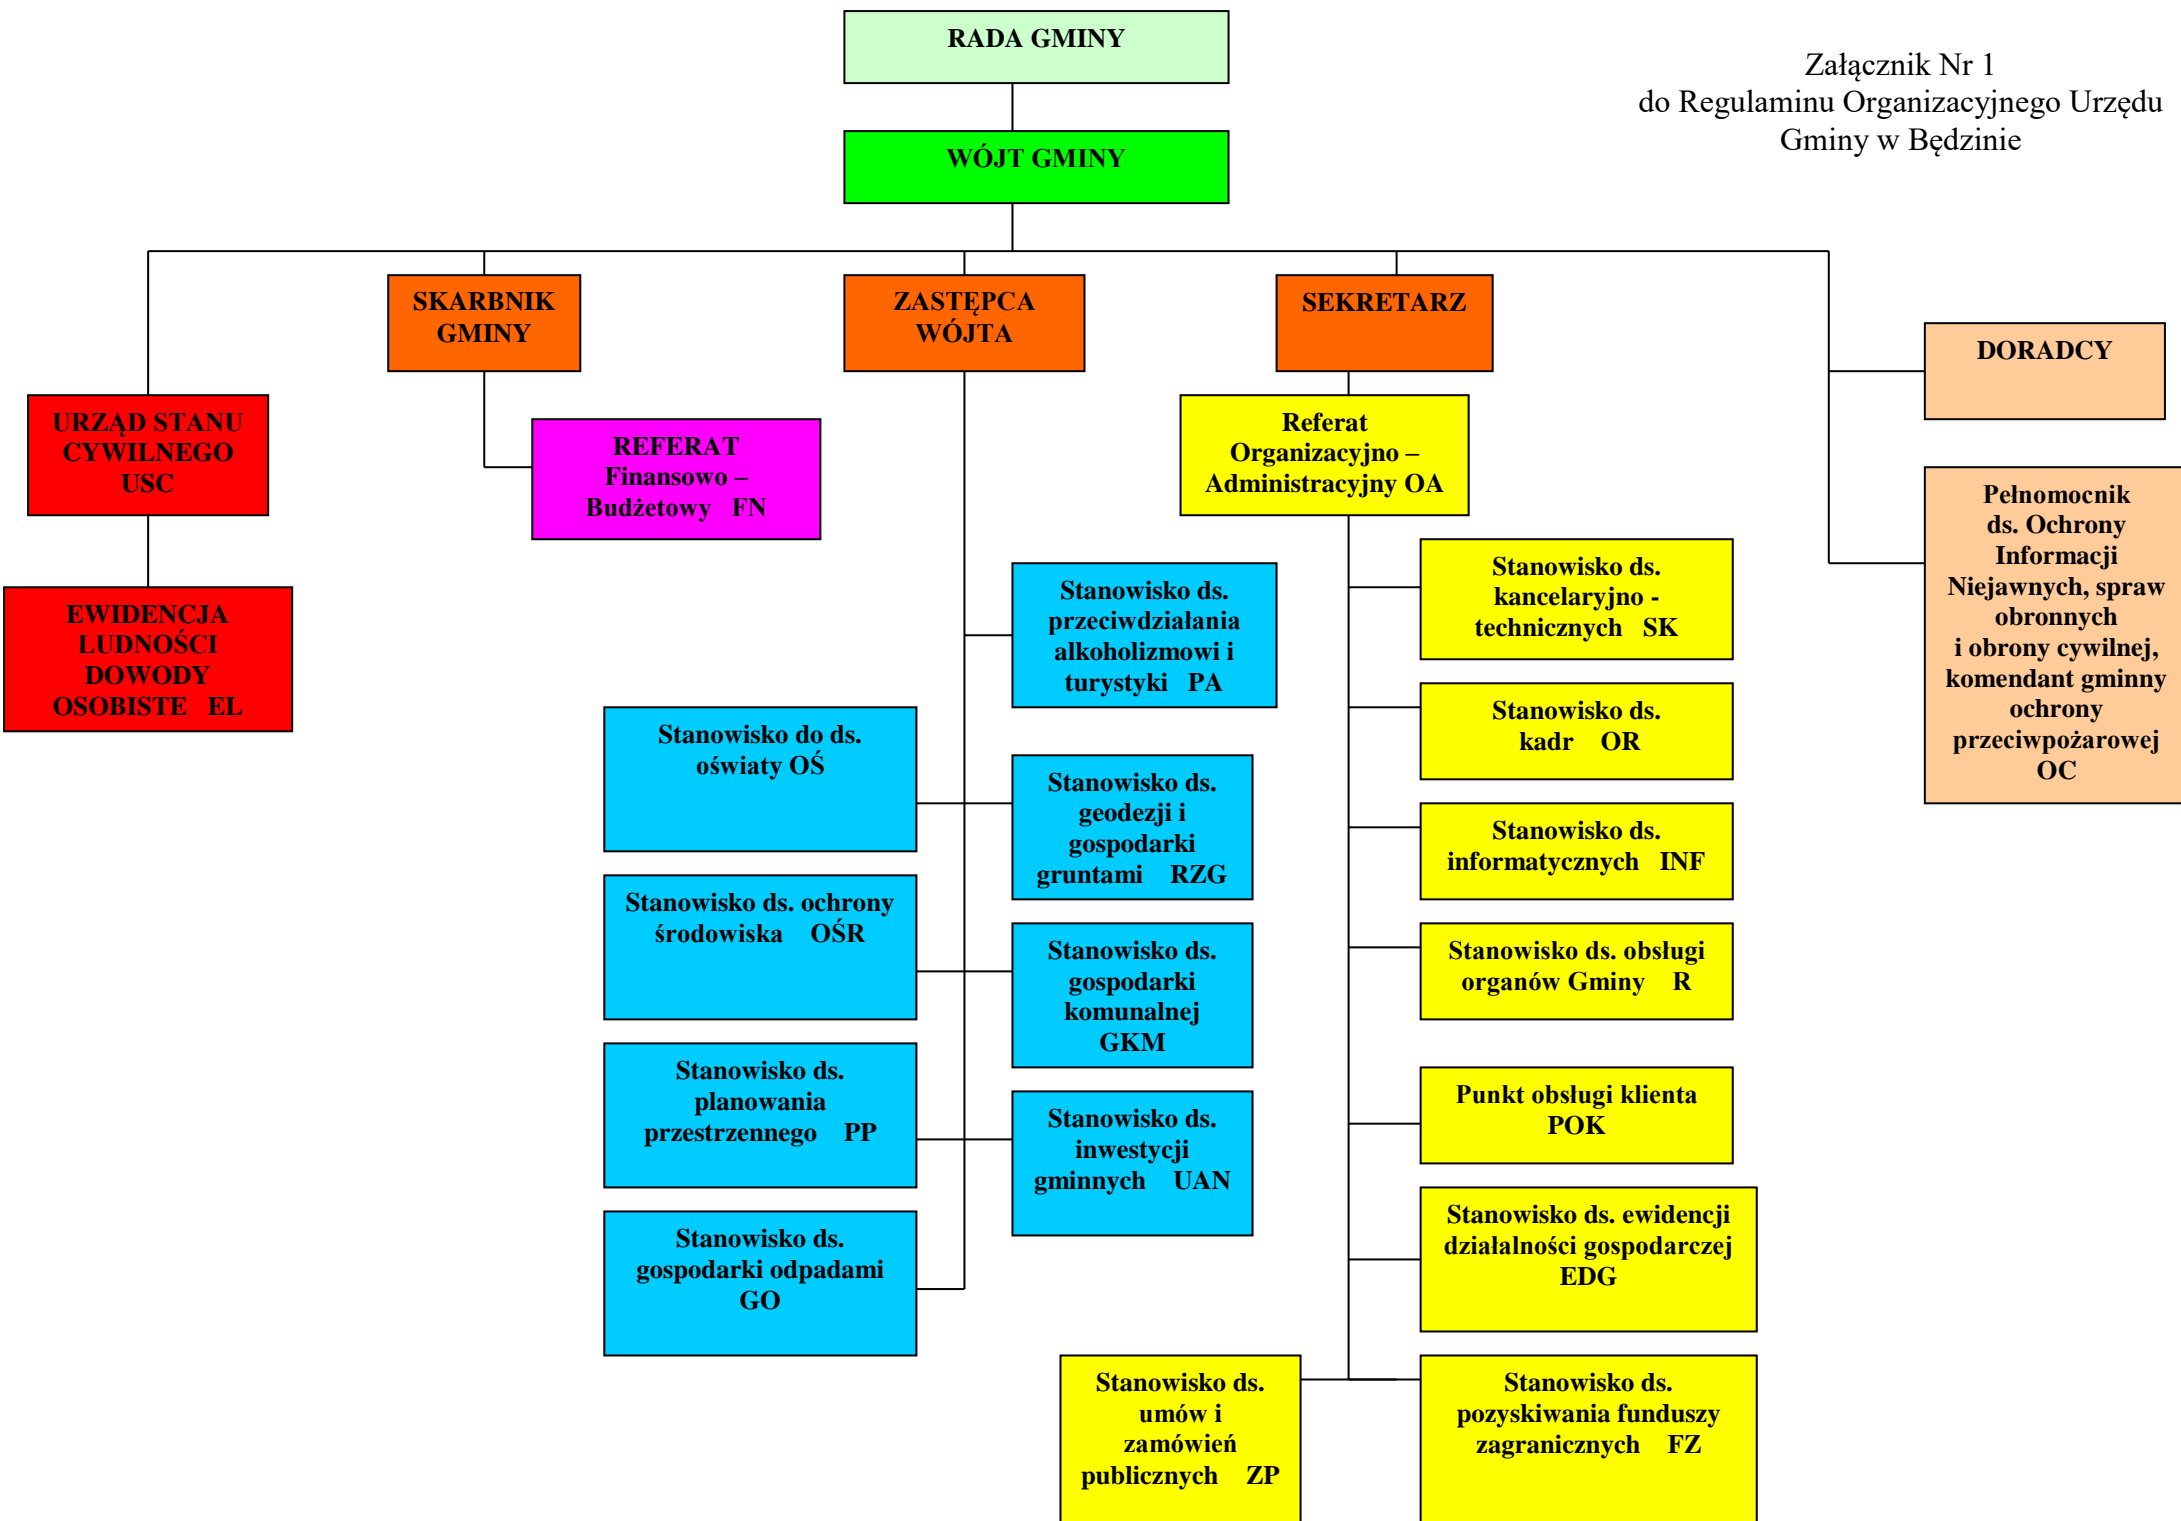 RADA GMINY
Załącznik Nr 1
do Regulaminu Organizacyjnego Urzędu
Gminy w Będzinie
WÓJT GMINY
SKARBNIK
GMINY
ZASTĘPCA
WÓJTA
SEKRETARZ
DORADCY
URZĄD STANU
CYWILNEGO
USC
REFERAT
Finansowo –
Budżetowy FN
Referat
Organizacyjno –
Administracyjny OA
Pełnomocnik
ds. Ochrony
Informacji
Niejawnych, spraw
obronnych
i obrony cywilnej,
komendant gminny
ochrony
przeciwpożarowej
OC
EWIDENCJA
LUDNOŚCI
DOWODY
OSOBISTE EL
Stanowisko ds.
przeciwdziałania
alkoholizmowi i
turystyki PA
Stanowisko ds.
kancelaryjno -
technicznych SK
Stanowisko do ds.
oświaty OŚ
Stanowisko ds.
kadr OR
Stanowisko ds.
geodezji i
gospodarki
gruntami RZG
Stanowisko ds.
informatycznych INF
Stanowisko ds. ochrony
środowiska OŚR
Stanowisko ds.
gospodarki
komunalnej
GKM
Stanowisko ds. obsługi
organów Gminy R
Stanowisko ds.
planowania
przestrzennego PP
Stanowisko ds.
inwestycji
gminnych UAN
Punkt obsługi klienta
POK
Stanowisko ds.
gospodarki odpadami
GO
Stanowisko ds. ewidencji
działalności gospodarczej
EDG
Stanowisko ds.
umów i
zamówień
publicznych ZP
Stanowisko ds.
pozyskiwania funduszy
zagranicznych FZ